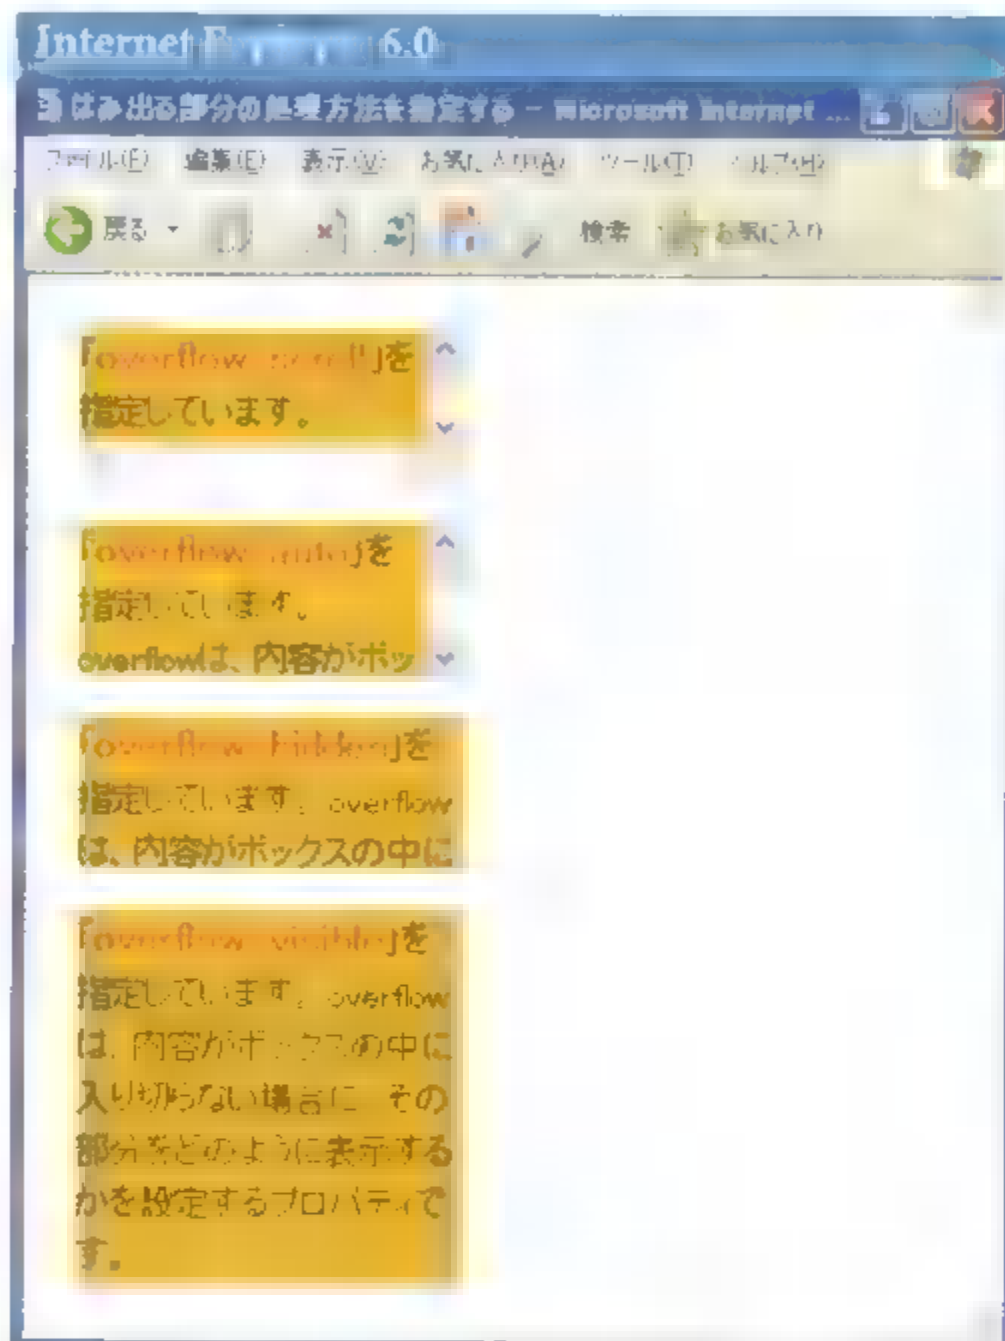 Internet Explorer 6.0
はみ出る部分の処理方法を指定する - Microsoft Internet ...
ファイル(F) 編集(E) 表示(V) お気に入り(A) ツール(T) ヘルプ(H)
戻る 検索 お気に入り
「overflow: scroll」を
指定しています。
「overflow: auto」を
指定しています。
overflowは、内容がボッ
「overflow: hidden」を
指定しています。overflow
は、内容がボックスの中に
「overflow: visible」を
指定しています。overflow
は、内容がボックスの中に
入り切らない場合に、その
部分をどのように表示する
かを設定するプロパティで
す。